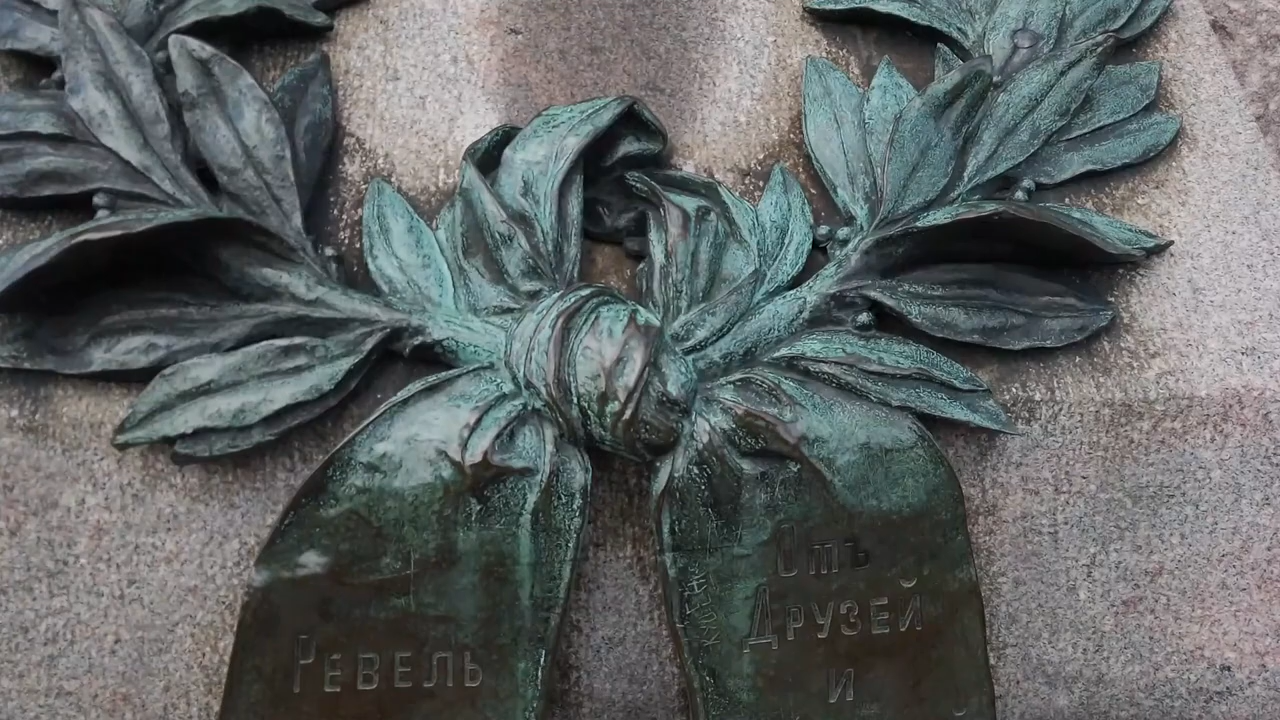 Ревель
Отъ
Друзей
и